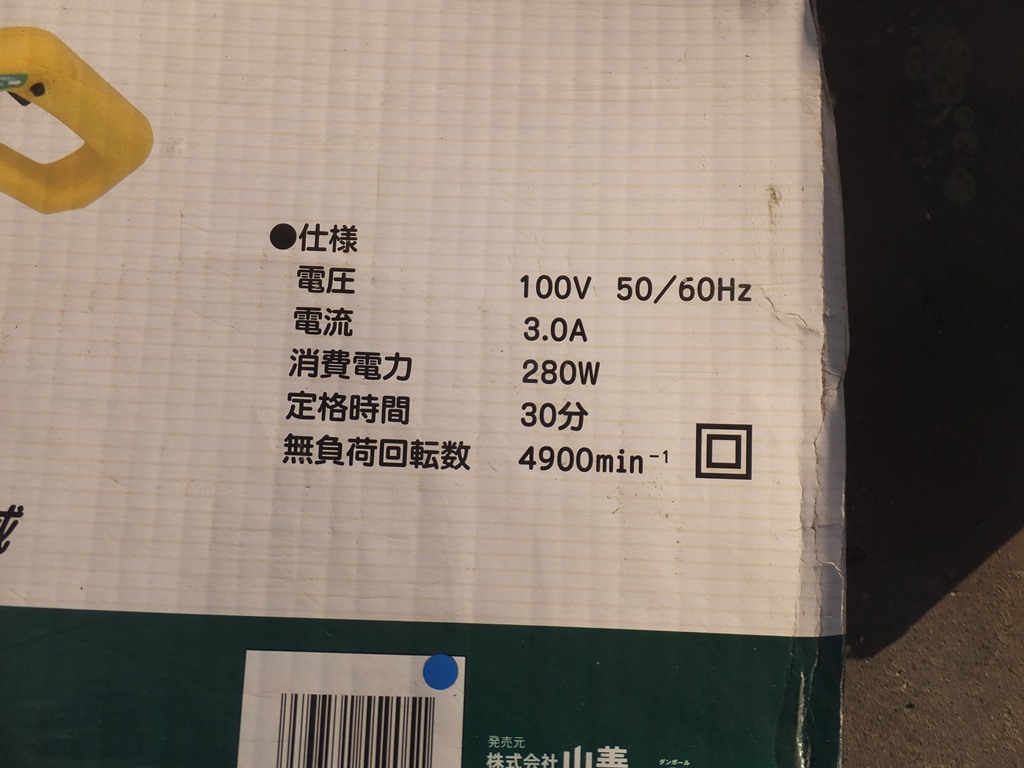 ●仕様
電圧 100V 50/60Hz
電流 3.0A
消費電力 280W
定格時間 30分
無負荷回転数 4900min⁻¹
発売元
株式会社 山善
ダンボール